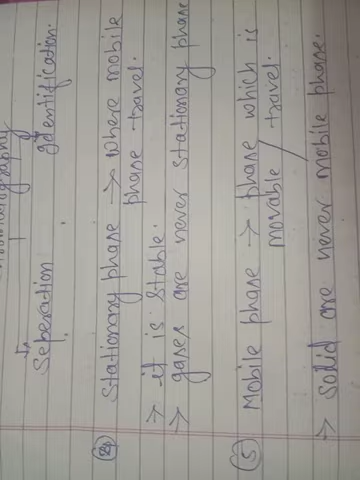 Chromatography
Seperation Identification.
④ Stationary phase → where mobile
phase travel.
→ it is stable.
→ gases are never stationary phase
⑤ Mobile phase → phase which is
movable / travel.
→ solid are never mobile phase.